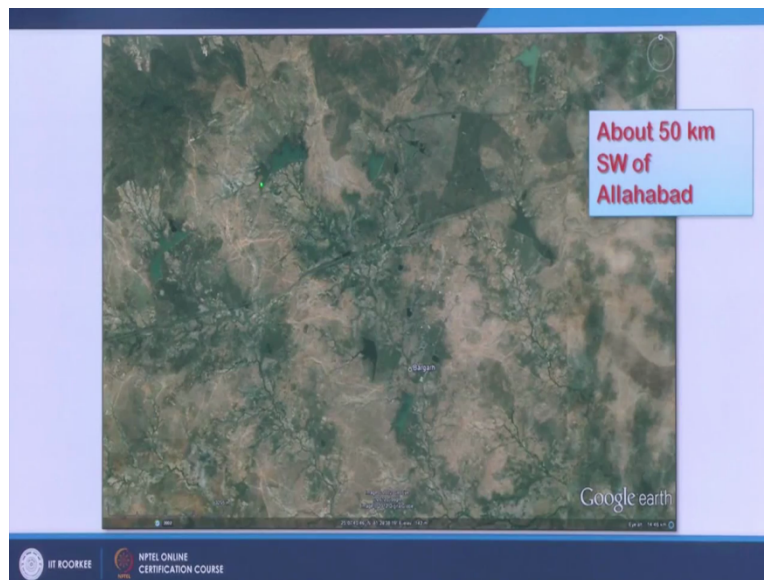 About 50 km
SW of
Allahabad
Google earth
IIT ROORKEE
NPTEL ONLINE
CERTIFICATION COURSE